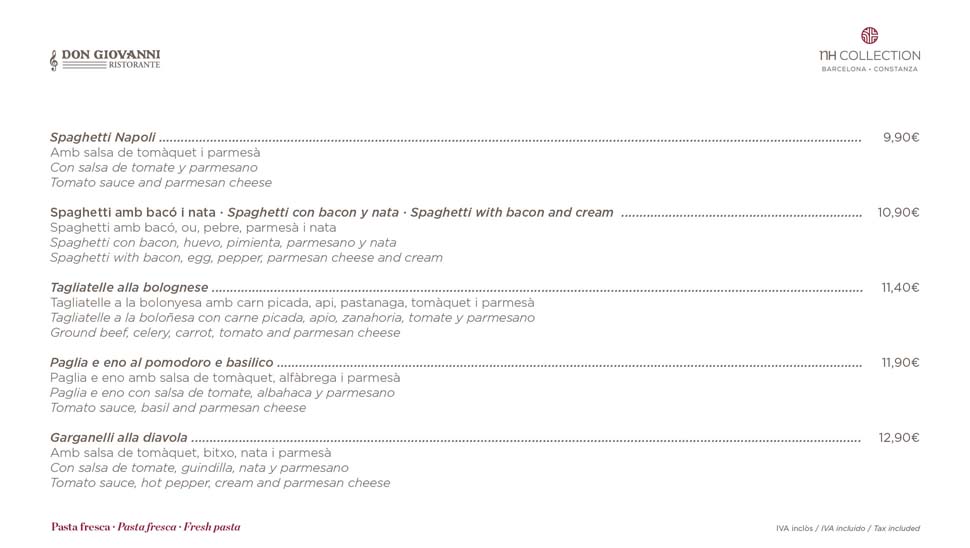 DON GIOVANNI
RISTORANTE
nH COLLECTION
BARCELONA - CONSTANZA
Spaghetti Napoli ........................................ 9,90€
Amb salsa de tomàquet i parmesà
Con salsa de tomate y parmesano
Tomato sauce and parmesan cheese
Spaghetti amb bacó i nata · Spaghetti con bacon y nata · Spaghetti with bacon and cream ........................................ 10,90€
Spaghetti amb bacó, ou, pebre, parmesà i nata
Spaghetti con bacon, huevo, pimienta, parmesano y nata
Spaghetti with bacon, egg, pepper, parmesan cheese and cream
Tagliatelle alla bolognese ........................................ 11,40€
Tagliatelle a la bolonyesa amb carn picada, api, pastanaga, tomàquet i parmesà
Tagliatelle a la boloñesa con carne picada, apio, zanahoria, tomate y parmesano
Ground beef, celery, carrot, tomato and parmesan cheese
Paglia e eno al pomodoro e basilico ........................................ 11,90€
Paglia e eno amb salsa de tomàquet, alfàbrega i parmesà
Paglia e eno con salsa de tomate, albahaca y parmesano
Tomato sauce, basil and parmesan cheese
Garganelli alla diavola ........................................ 12,90€
Amb salsa de tomàquet, bitxo, nata i parmesà
Con salsa de tomate, guindilla, nata y parmesano
Tomato sauce, hot pepper, cream and parmesan cheese
Pasta fresca · Pasta fresca · Fresh pasta
IVA inclòs / IVA incluido / Tax included